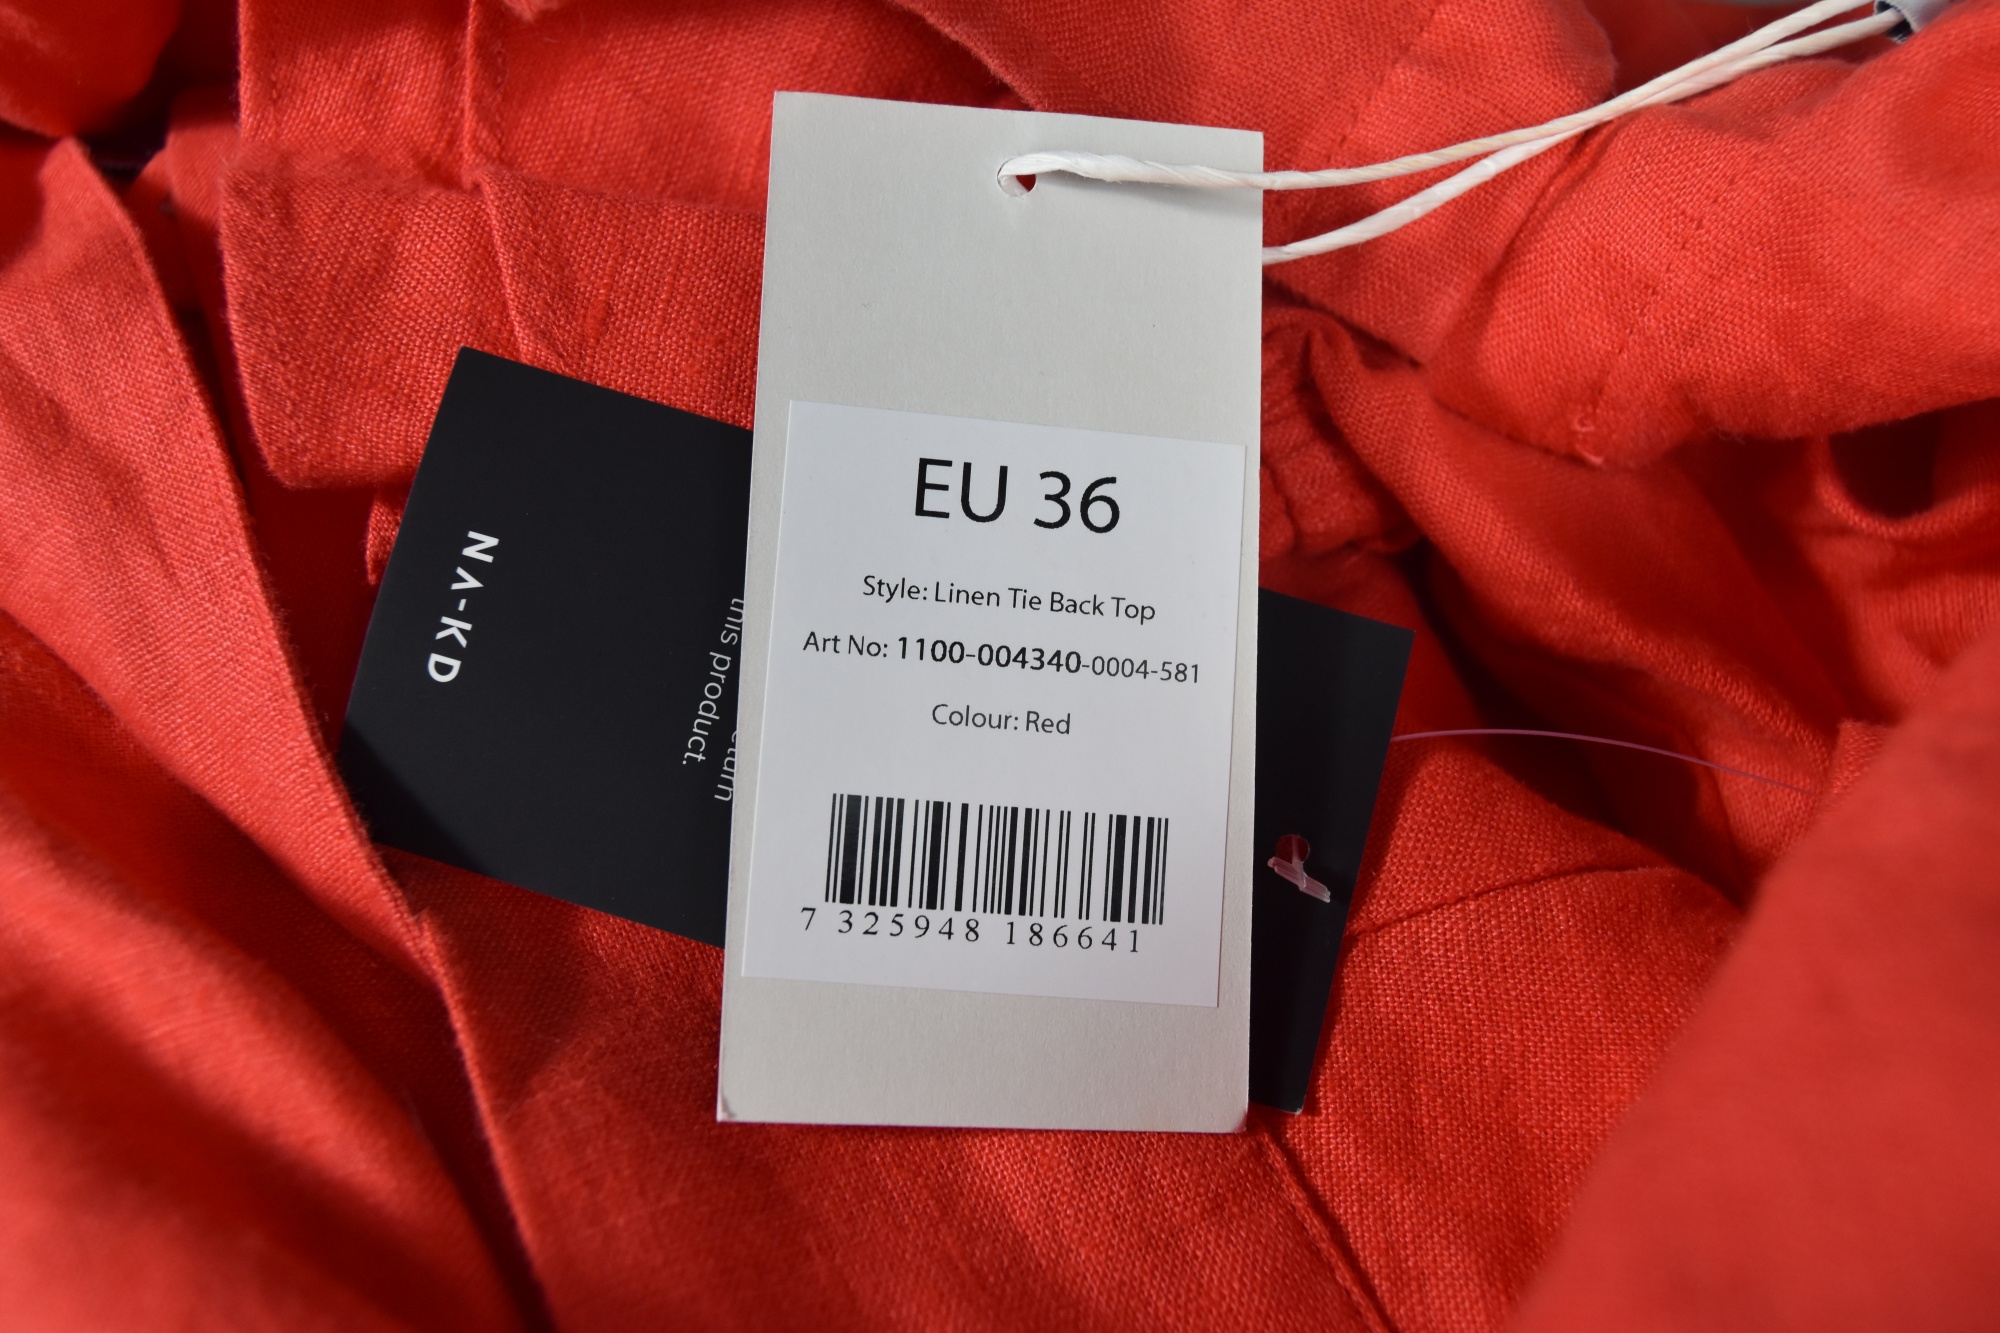 NA-KD
this product.
EU 36
Style: Linen Tie Back Top
Art No: 1100-004340-0004-581
Colour: Red
7 325948 186641